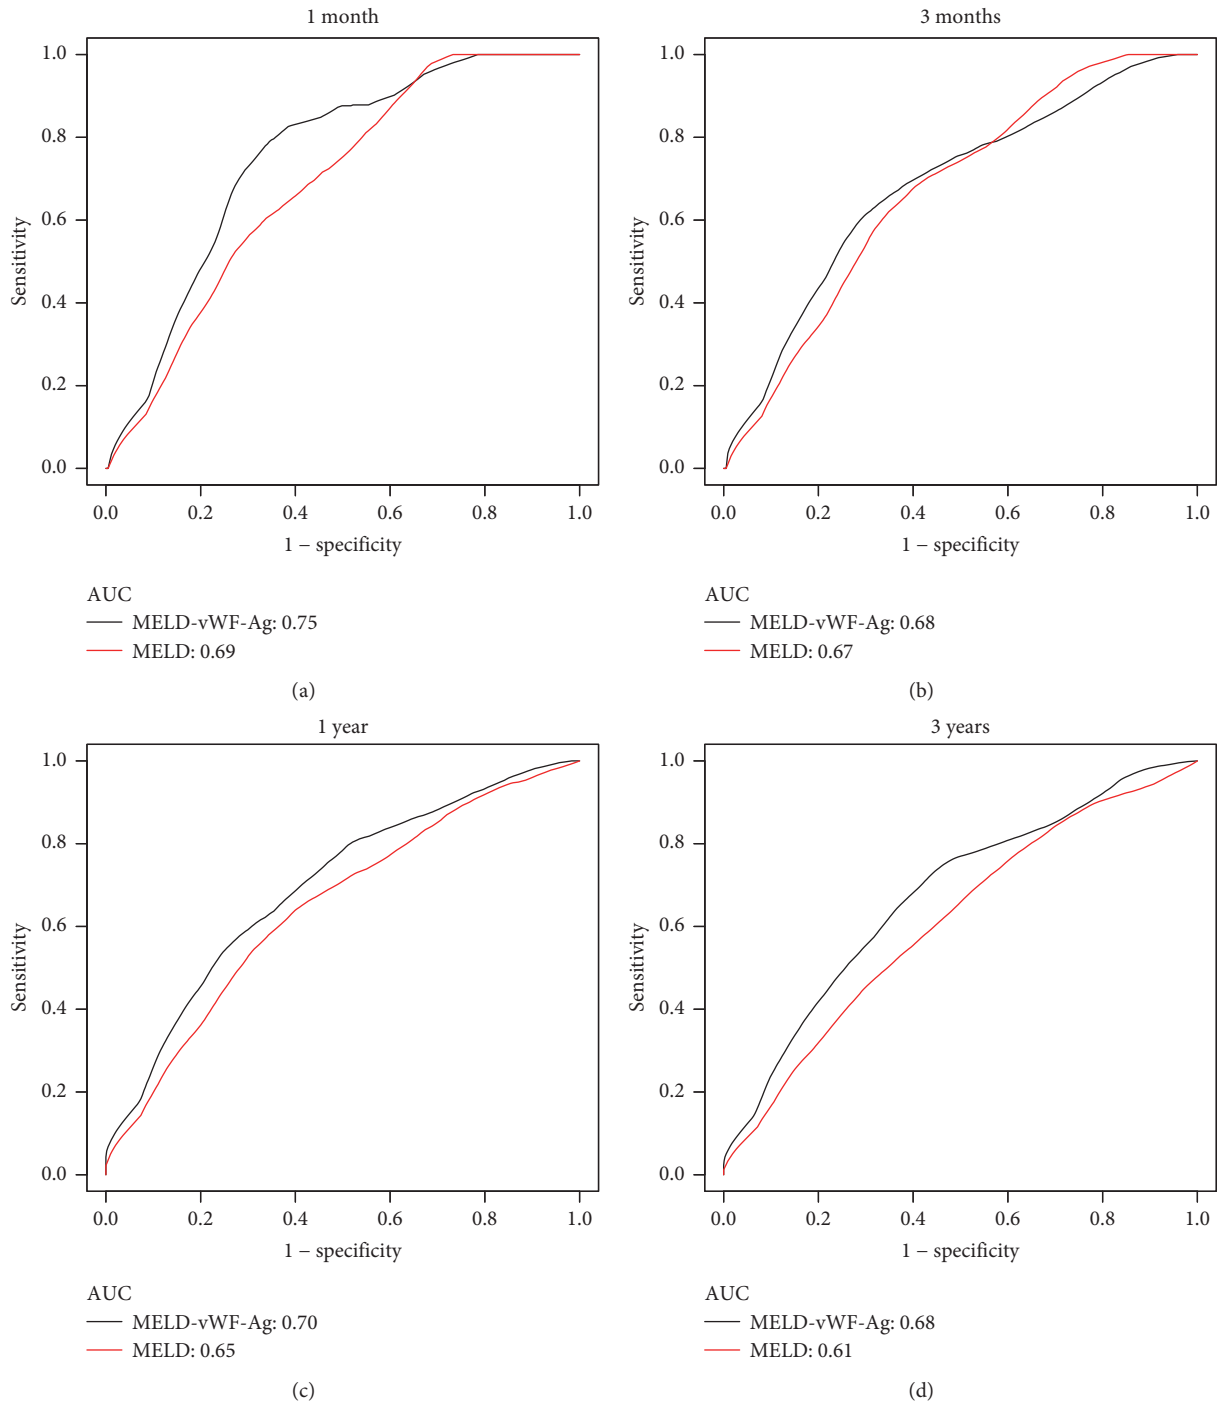 1 month
1.0
0.8
0.6
0.4
0.2
0.0
Sensitivity
0.0 0.2 0.4 0.6 0.8 1.0
1 − specificity
AUC
MELD-vWF-Ag: 0.75
MELD: 0.69
(a)
3 months
1.0
0.8
0.6
0.4
0.2
0.0
Sensitivity
0.0 0.2 0.4 0.6 0.8 1.0
1 − specificity
AUC
MELD-vWF-Ag: 0.68
MELD: 0.67
(b)
1 year
1.0
0.8
0.6
0.4
0.2
0.0
Sensitivity
0.0 0.2 0.4 0.6 0.8 1.0
1 − specificity
AUC
MELD-vWF-Ag: 0.70
MELD: 0.65
(c)
3 years
1.0
0.8
0.6
0.4
0.2
0.0
Sensitivity
0.0 0.2 0.4 0.6 0.8 1.0
1 − specificity
AUC
MELD-vWF-Ag: 0.68
MELD: 0.61
(d)